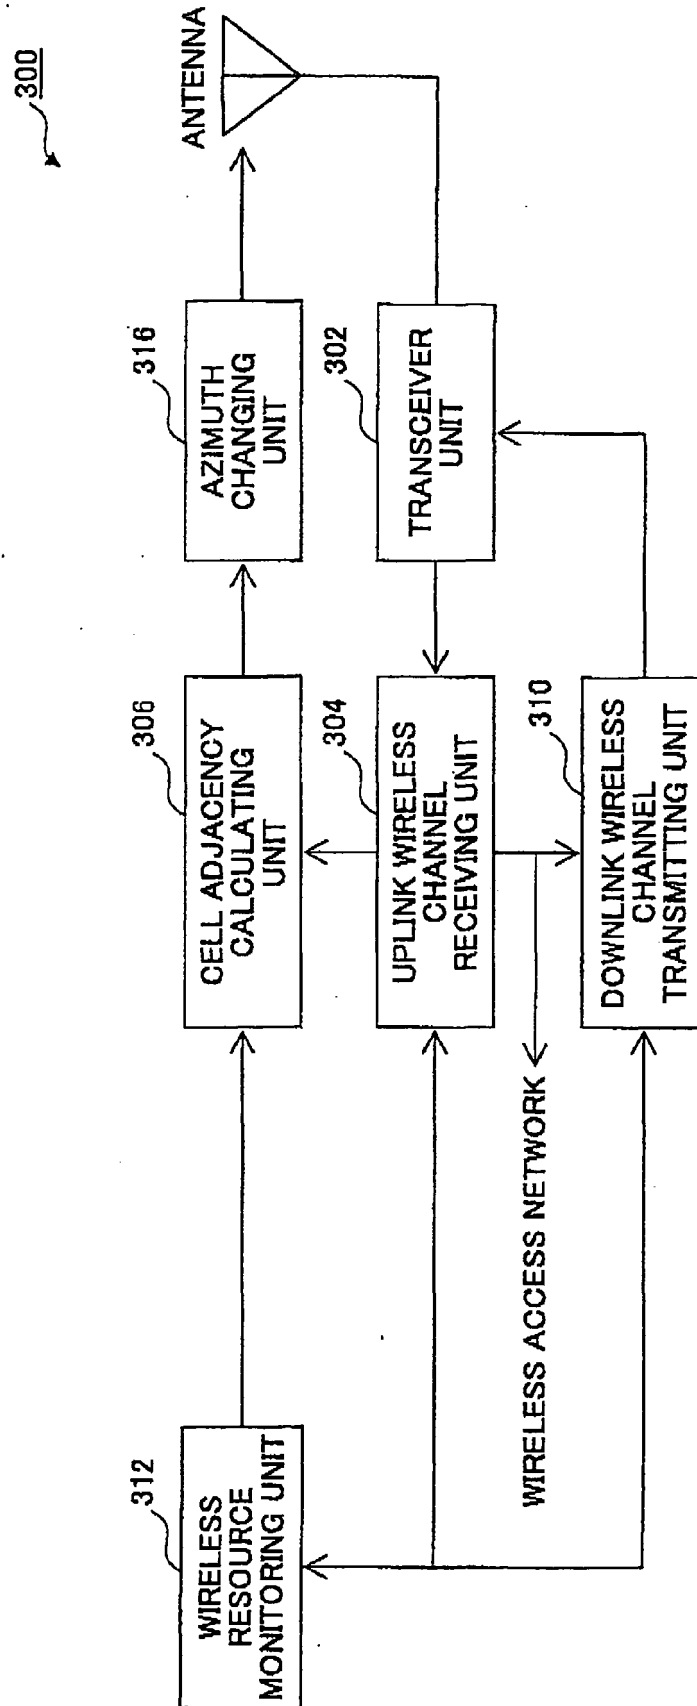 300
ANTENNA
316
AZIMUTH
CHANGING
UNIT
302
TRANSCEIVER
UNIT
306
CELL ADJACENCY
CALCULATING
UNIT
304
UPLINK WIRELESS
CHANNEL
RECEIVING UNIT
310
DOWNLINK WIRELESS
CHANNEL
TRANSMITTING UNIT
312
WIRELESS
RESOURCE
MONITORING UNIT
WIRELESS ACCESS NETWORK